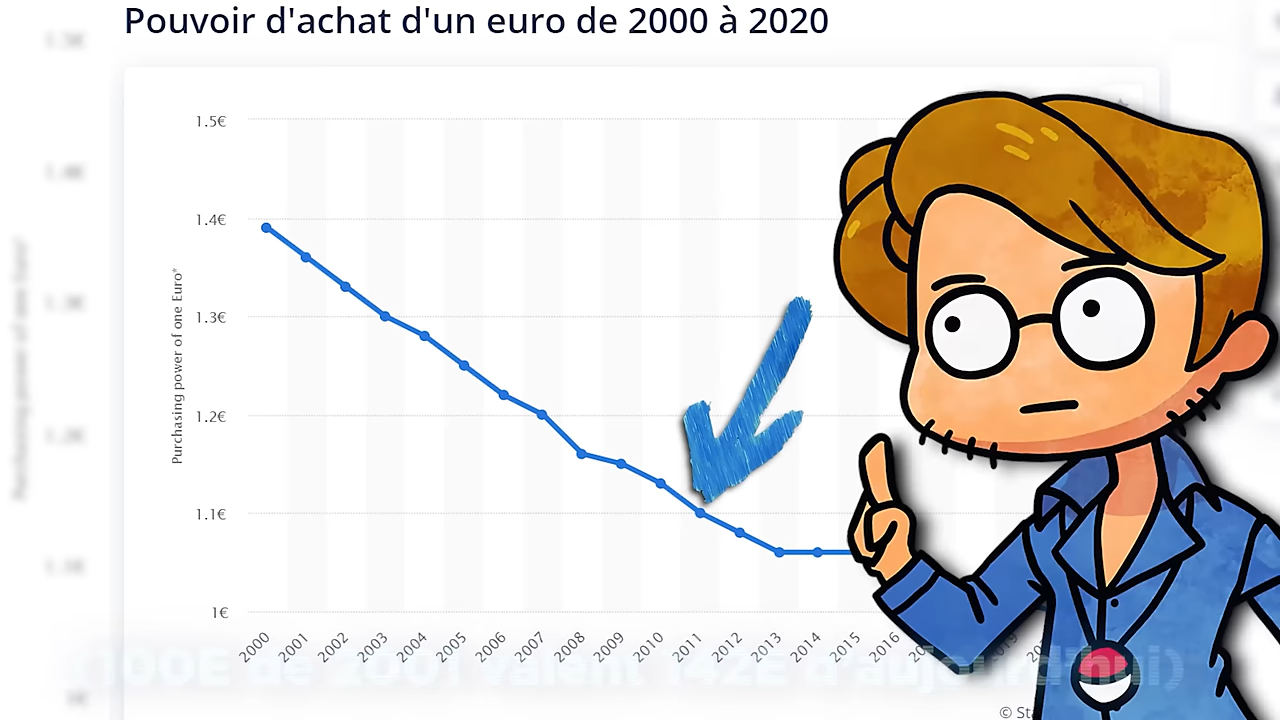 Pouvoir d'achat d'un euro de 2000 à 2020
1.5€
1.4€
1.3€
1.2€
1.1€
1€
Purchasing power of one Euro*
2000 2001 2002 2003 2004 2005 2006 2007 2008 2009 2010 2011 2012 2013 2014 2015 2016 2019
100€
©